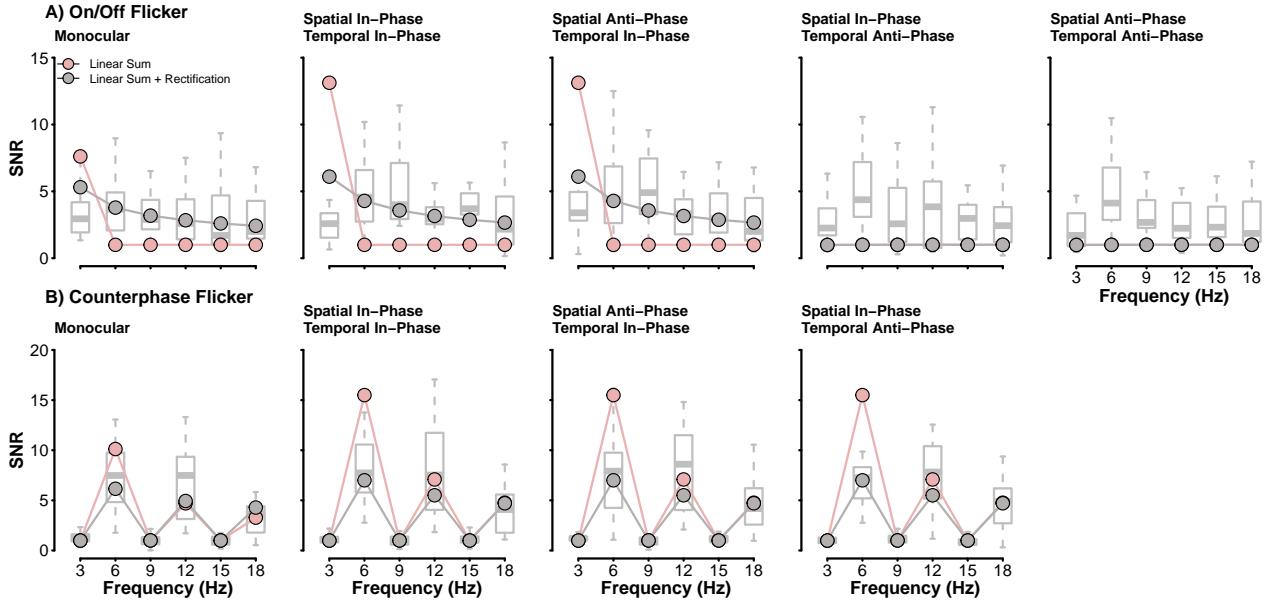 A) On/Off Flicker
Monocular
Spatial In−Phase
Temporal In−Phase
Spatial Anti−Phase
Temporal In−Phase
Spatial In−Phase
Temporal Anti−Phase
Spatial Anti−Phase
Temporal Anti−Phase
Linear Sum
Linear Sum + Rectification
SNR
15
10
5
0
3 6 9 12 15 18
Frequency (Hz)
B) Counterphase Flicker
Monocular
Spatial In−Phase
Temporal In−Phase
Spatial Anti−Phase
Temporal In−Phase
Spatial In−Phase
Temporal Anti−Phase
SNR
20
15
10
5
0
3 6 9 12 15 18
Frequency (Hz)
3 6 9 12 15 18
Frequency (Hz)
3 6 9 12 15 18
Frequency (Hz)
3 6 9 12 15 18
Frequency (Hz)